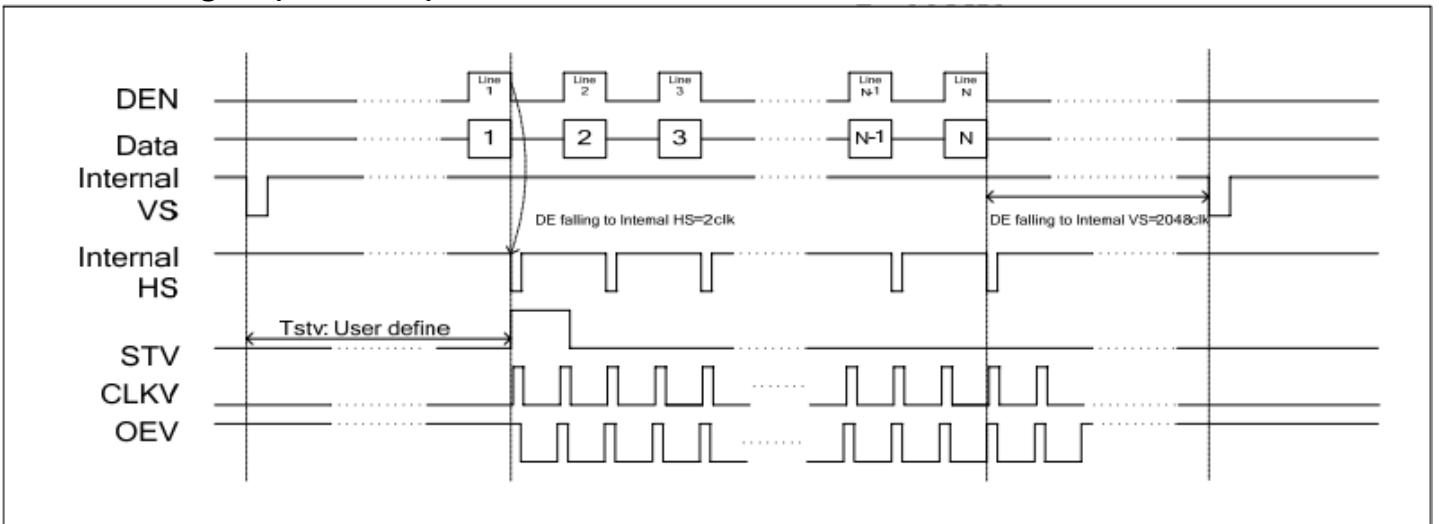 DEN
Line
1
Line
2
Line
3
Line
N-1
Line
N
Data
1
2
3
N-1
N
Internal
VS
DE falling to Internal HS=2clk
DE falling to Internal VS=2048clk
Internal
HS
Tstv: User define
STV
CLKV
OEV